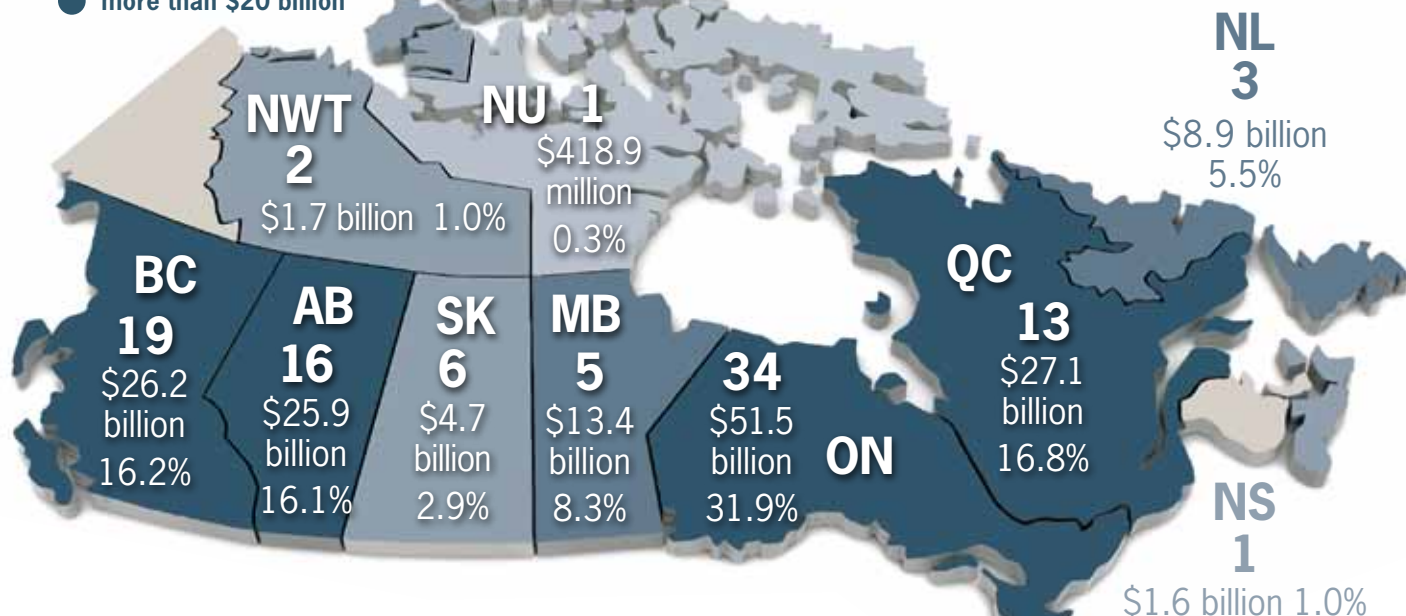 more than $20 billion
NL
3
$8.9 billion
5.5%
NWT
2
$1.7 billion 1.0%
NU 1
$418.9
million
0.3%
BC
19
$26.2
billion
16.2%
AB
16
$25.9
billion
16.1%
SK
6
$4.7
billion
2.9%
MB
5
$13.4
billion
8.3%
34
$51.5
billion
31.9%
ON
QC
13
$27.1
billion
16.8%
NS
1
$1.6 billion 1.0%